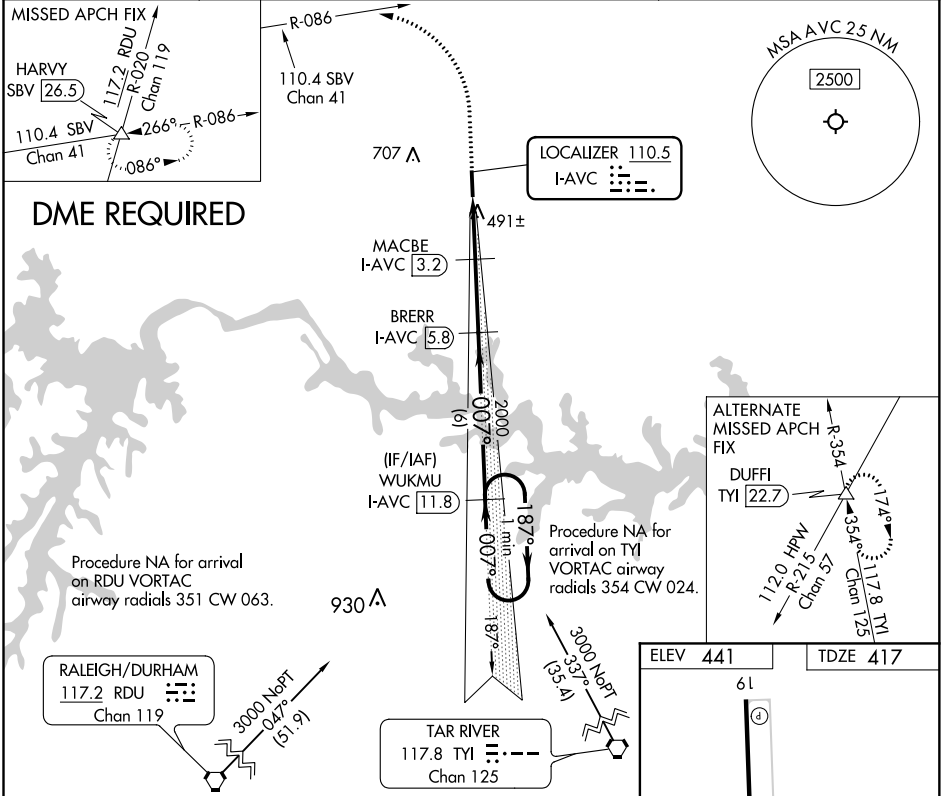 MISSED APCH FIX
HARVY
SBV 26.5
117.2 RDU
R-020
Chan 119
110.4 SBV
Chan 41
266°
R-086
086°
R-086
110.4 SBV
Chan 41
MSA AVC 25 NM
2500
DME REQUIRED
707
LOCALIZER 110.5
I-AVC
491±
MACBE
I-AVC 3.2
BRERR
I-AVC 5.8
2000
007°
(6)
(IF/IAF)
WUKMU
I-AVC 11.8
187°
1 min
007°
187°
Procedure NA for
arrival on TYI
VORTAC airway
radials 354 CW 024.
ALTERNATE
MISSED APCH
FIX
R-354
DUFFI
TYI 22.7
174°
354°
112.0 HPW
R-215
Chan 57
117.8 TYI
Chan 125
Procedure NA for arrival
on RDU VORTAC
airway radials 351 CW 063.
930
RALEIGH/DURHAM
117.2 RDU
Chan 119
3000 NoPT
047°
(51.9)
3000 NoPT
337°
(35.4)
TAR RIVER
117.8 TYI
Chan 125
ELEV 441
TDZE 417
19
P